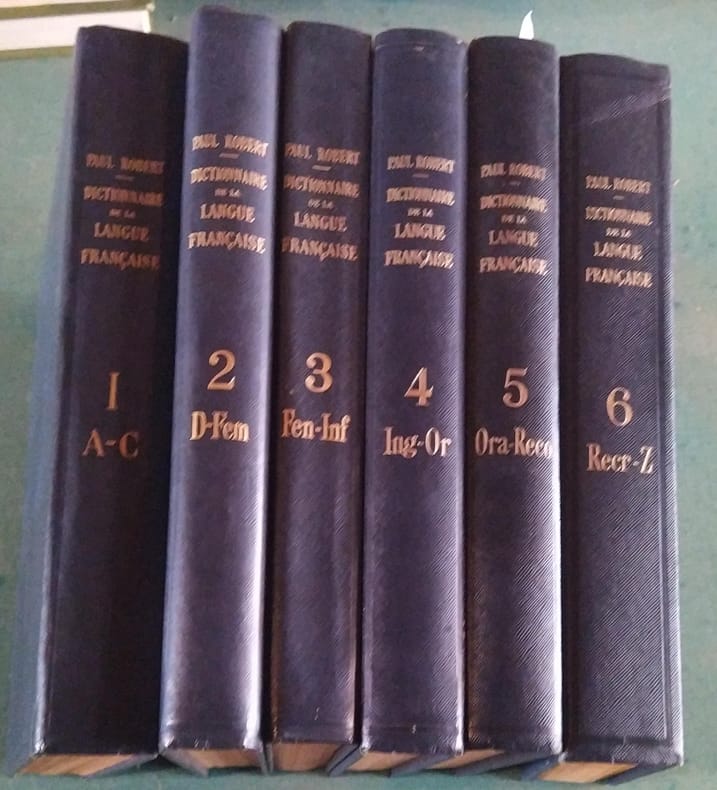 PAUL ROBERT
DICTIONNAIRE
DE LA
LANGUE
FRANÇAISE
1
A-C
PAUL ROBERT
DICTIONNAIRE
DE LA
LANGUE
FRANÇAISE
2
D-Fem
PAUL ROBERT
DICTIONNAIRE
DE LA
LANGUE
FRANÇAISE
3
Fen-Inf
PAUL ROBERT
DICTIONNAIRE
DE LA
LANGUE
FRANÇAISE
4
Ing-Or
PAUL ROBERT
DICTIONNAIRE
DE LA
LANGUE
FRANÇAISE
5
Ora-Reco
PAUL ROBERT
DICTIONNAIRE
DE LA
LANGUE
FRANÇAISE
6
Recr-Z